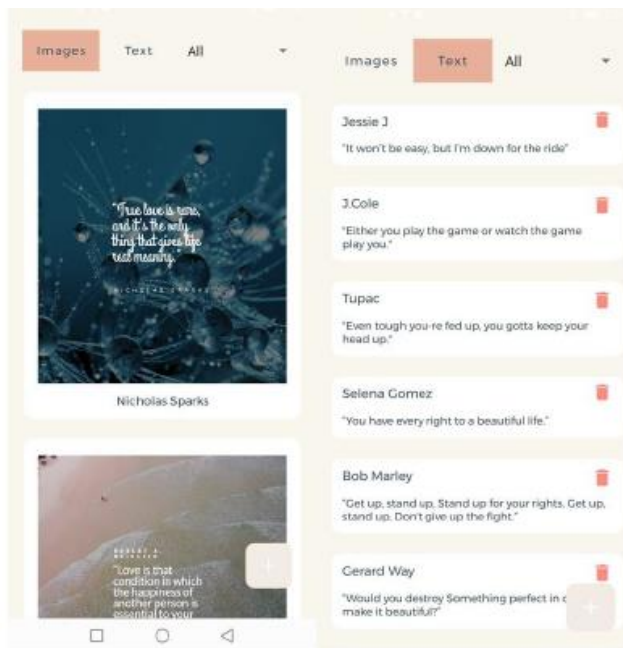 Images Text All
"True love is rare,
and it's the only
thing that gives life
real meaning."
NICHOLAS SPARKS
Nicholas Sparks
ROBERT A.
HEINLEIN
"Love is that
condition in which
the happiness of
another person is
essential to your
Images Text All
Jessie J
"It won't be easy, but I'm down for the ride"
J.Cole
"Either you play the game or watch the game
play you."
Tupac
"Even tough you-re fed up, you gotta keep your
head up."
Selena Gomez
"You have every right to a beautiful life."
Bob Marley
"Get up, stand up, Stand up for your rights, Get up,
stand up, Don't give up the fight."
Gerard Way
"Would you destroy Something perfect in
make it beautiful?"